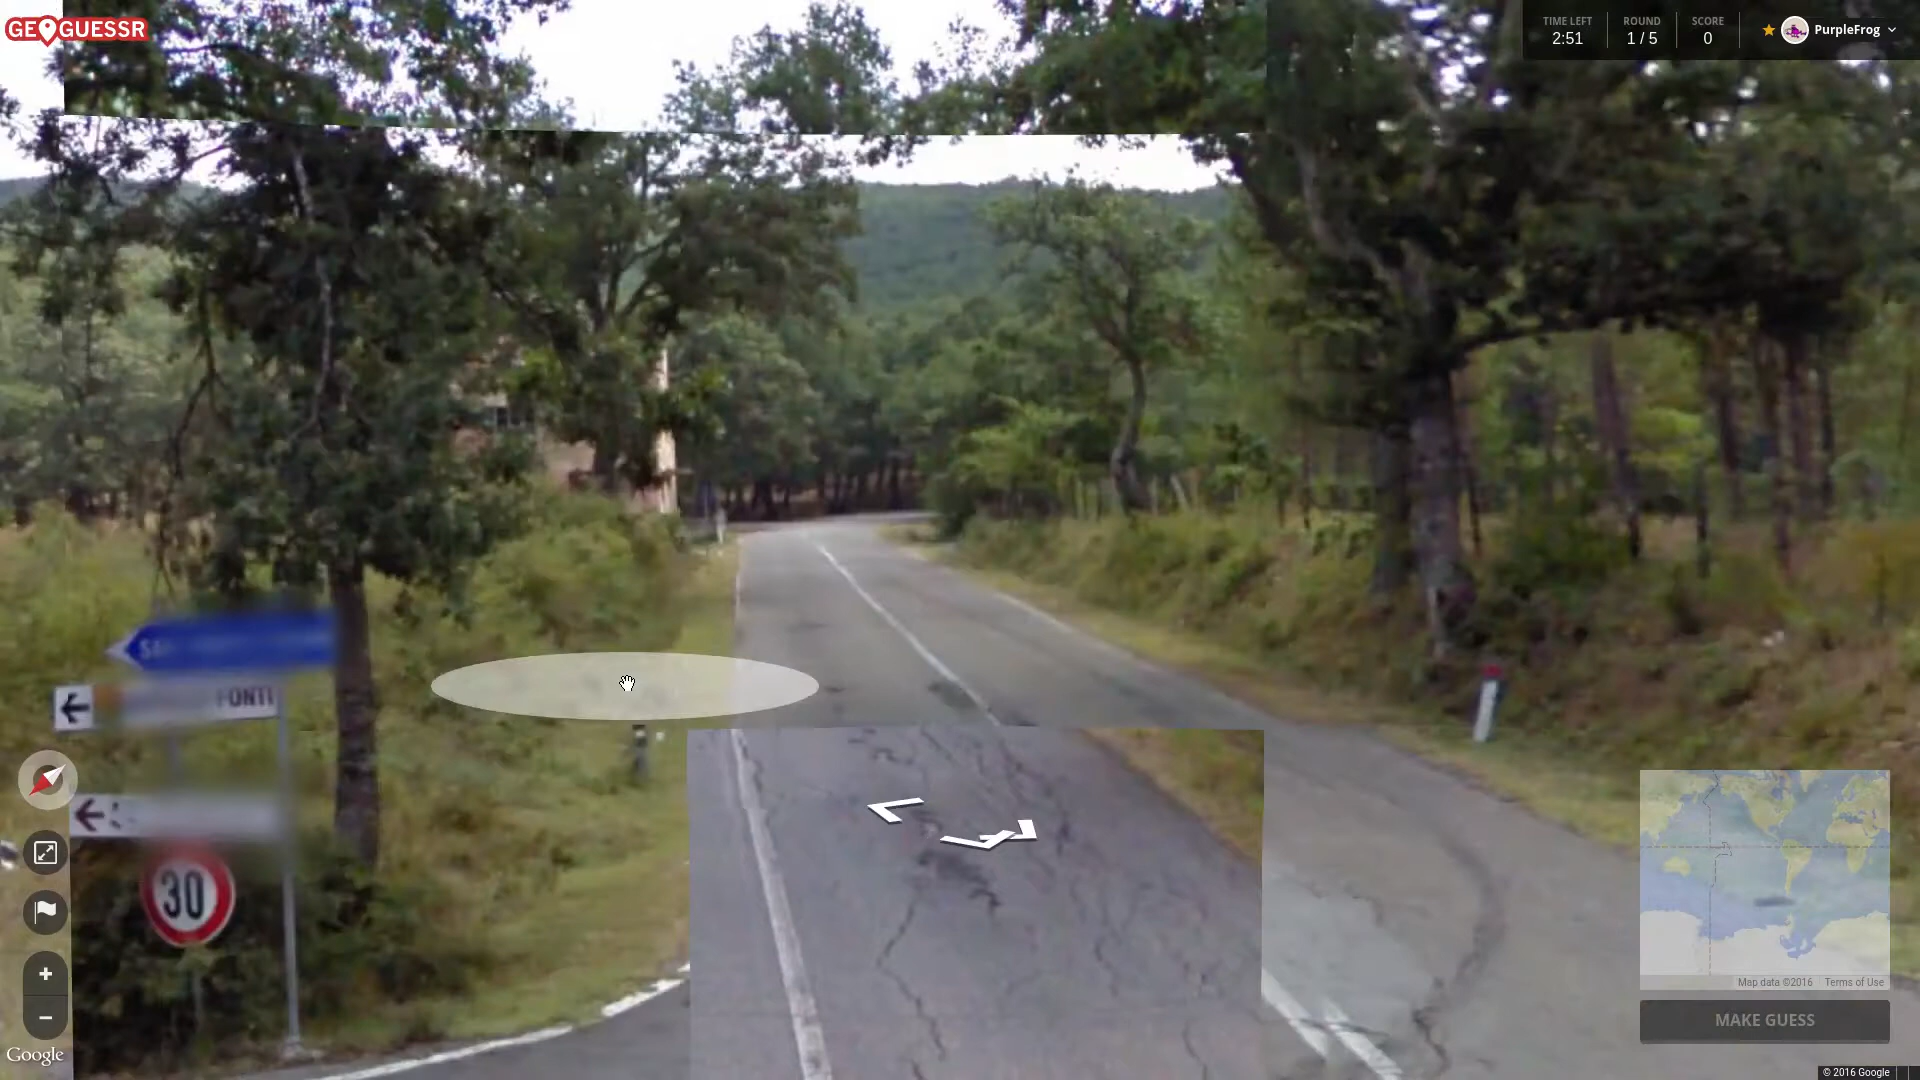 GEOGUESSR
TIME LEFT
2:51
ROUND
1 / 5
SCORE
0
PurpleFrog
FONTI
30
Map data ©2016 Terms of Use
MAKE GUESS
Google
© 2016 Google